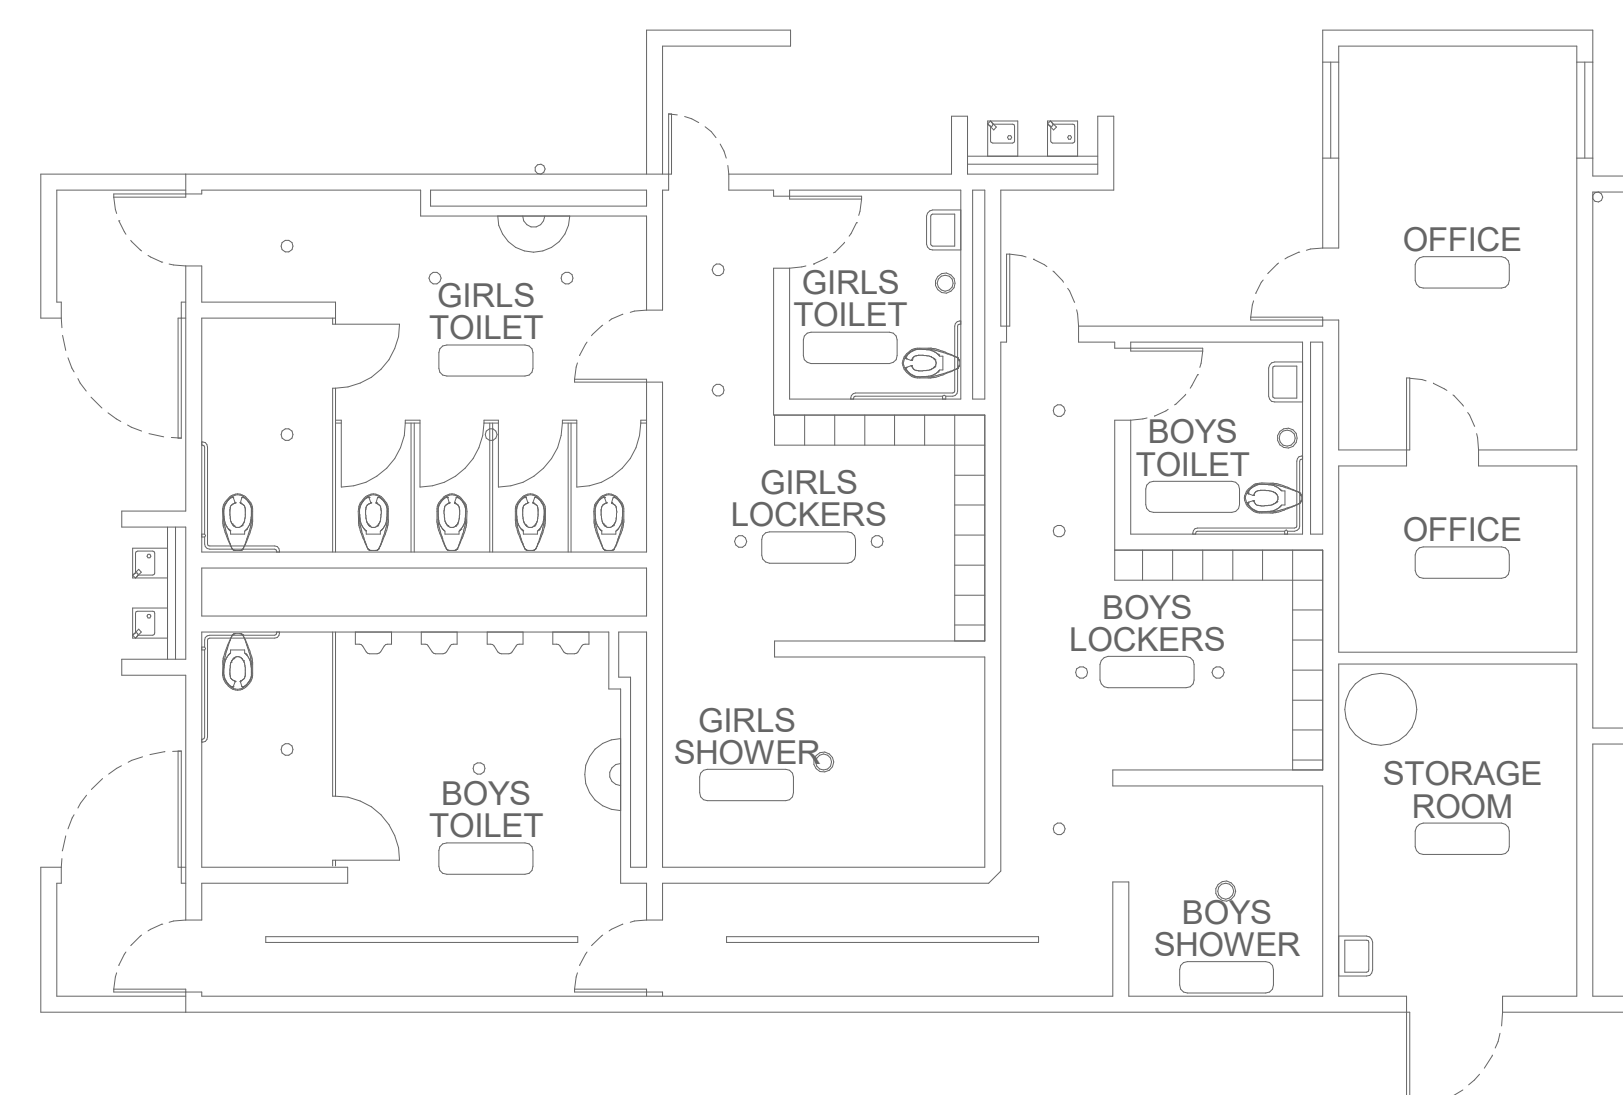 OFFICE
GIRLS
TOILET
GIRLS
TOILET
BOYS
TOILET
GIRLS
LOCKERS
OFFICE
BOYS
LOCKERS
GIRLS
SHOWER
STORAGE
ROOM
BOYS
TOILET
BOYS
SHOWER